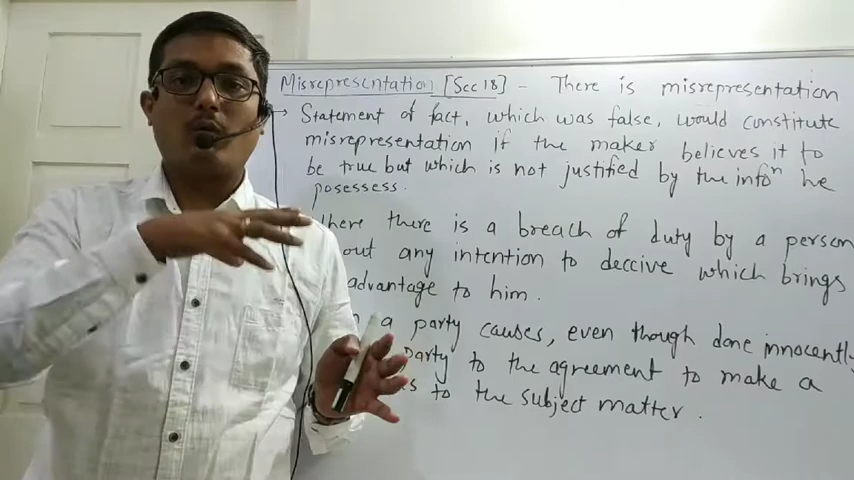 Misrepresentation [Sec 18] - There is misrepresentation
→ Statement of fact, which was false, would constitute
misrepresentation if the maker believes it to
be true but which is not justified by the infoⁿ he
posessess.
there there is a breach of duty by a person
out any intention to deceive which brings
advantage to him.
a party causes, even though done innocently
party to the agreement to make a
to the subject matter.